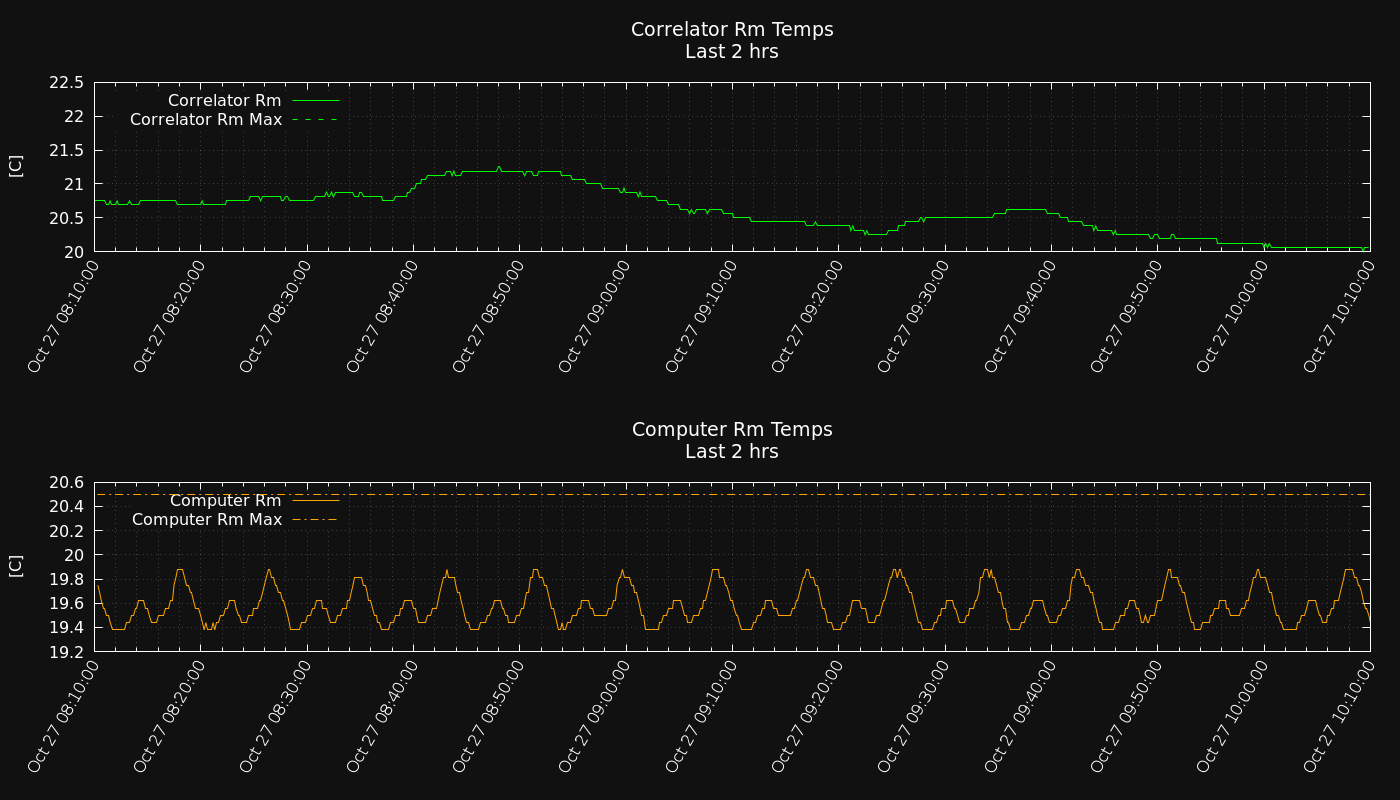 Correlator Rm Temps
Last 2 hrs
[C]
22.5
22
21.5
21
20.5
20
Correlator Rm
Correlator Rm Max
Oct 27 08:10:00
Oct 27 08:20:00
Oct 27 08:30:00
Oct 27 08:40:00
Oct 27 08:50:00
Oct 27 09:00:00
Oct 27 09:10:00
Oct 27 09:20:00
Oct 27 09:30:00
Oct 27 09:40:00
Oct 27 09:50:00
Oct 27 10:00:00
Oct 27 10:10:00
Computer Rm Temps
Last 2 hrs
[C]
20.6
20.4
20.2
20
19.8
19.6
19.4
19.2
Computer Rm
Computer Rm Max
Oct 27 08:10:00
Oct 27 08:20:00
Oct 27 08:30:00
Oct 27 08:40:00
Oct 27 08:50:00
Oct 27 09:00:00
Oct 27 09:10:00
Oct 27 09:20:00
Oct 27 09:30:00
Oct 27 09:40:00
Oct 27 09:50:00
Oct 27 10:00:00
Oct 27 10:10:00